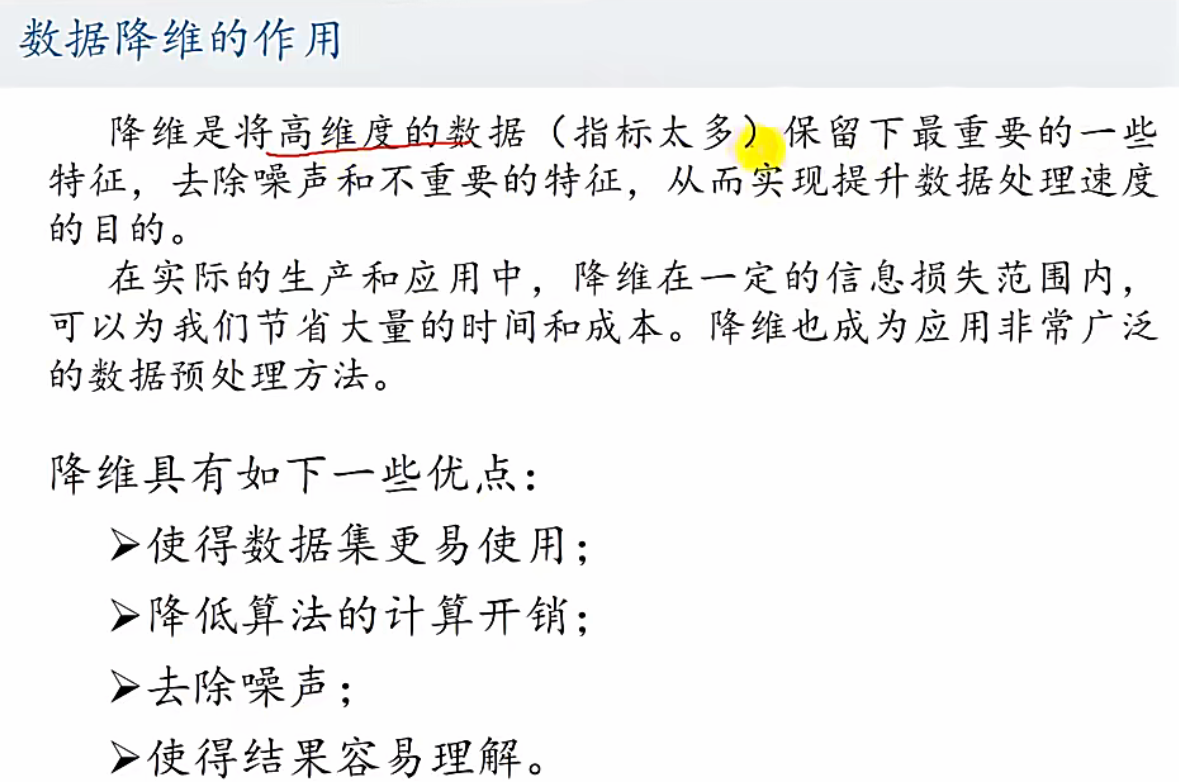 数据降维的作用
降维是将高维度的数据（指标太多）保留下最重要的一些
特征，去除噪声和不重要的特征，从而实现提升数据处理速度
的目的。
在实际的生产和应用中，降维在一定的信息损失范围内，
可以为我们节省大量的时间和成本。降维也成为应用非常广泛
的数据预处理方法。
降维具有如下一些优点：
➢使得数据集更易使用；
➢降低算法的计算开销；
➢去除噪声；
➢使得结果容易理解。